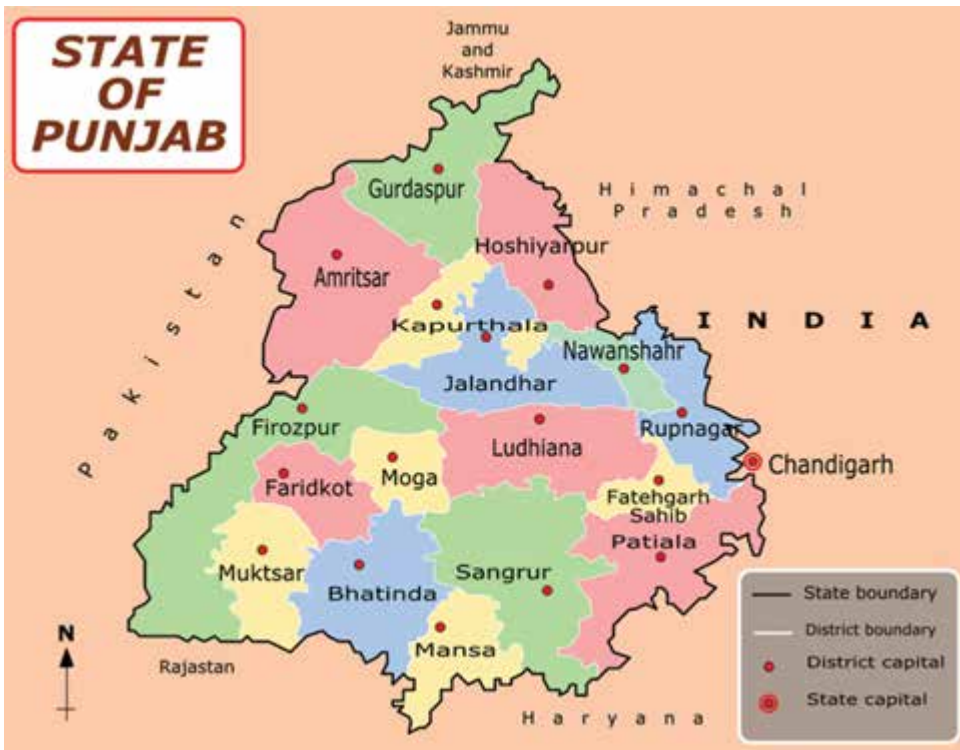 STATE
OF
PUNJAB
Jammu
and
Kashmir
Himachal
Pradesh
Pakistan
INDIA
Gurdaspur
Hoshiyarpur
Amritsar
Kapurthala
Nawanshahr
Jalandhar
Firozpur
Rupnagar
Ludhiana
Chandigarh
Moga
Faridkot
Fatehgarh
Sahib
Patiala
Muktsar
Bhatinda
Sangrur
Mansa
Rajastan
Haryana
N
State boundary
District boundary
District capital
State capital